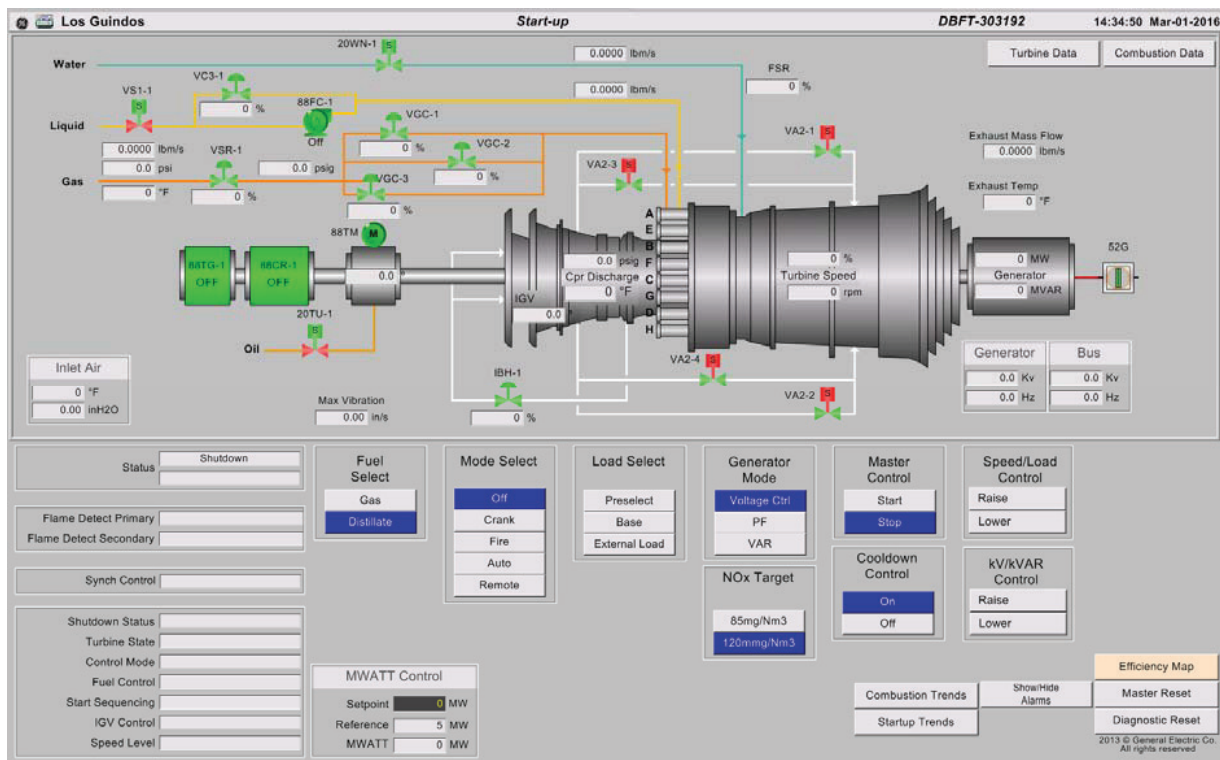 Los Guindos
Start-up
DBFT-303192
14:34:50 Mar-01-2016
Turbine Data
Combustion Data
Water
20WN-1
S
0.0000 lbm/s
FSR
0 %
VS1-1
S
VC3-1
0 %
88FC-1
Off
0.0000 lbm/s
Liquid
0.0000 lbm/s
0.0 psi
VSR-1
0.0 psig
VGC-1
0 %
VGC-2
0 %
VA2-1
S
VA2-3
S
Exhaust Mass Flow
0.0000 lbm/s
Gas
0 °F
0 %
VGC-3
0 %
Exhaust Temp
0 °F
88TM
M
A
E
B
F
C
G
D
H
88TG-1
OFF
88CR-1
OFF
0.0 °
0.0 psig
Cpr Discharge
0 °F
IGV
0.0 °
0 %
Turbine Speed
0 rpm
0 MW
Generator
0 MVAR
52G
20TU-1
S
Oil
Inlet Air
0 °F
0.00 inH2O
Max Vibration
0.00 in/s
IBH-1
0 %
VA2-4
S
VA2-2
S
Generator
0.0 Kv
0.0 Hz
Bus
0.0 Kv
0.0 Hz
Status
Shutdown
Flame Detect Primary
Flame Detect Secondary
Synch Control
Shutdown Status
Turbine State
Control Mode
Fuel Control
Start Sequencing
IGV Control
Speed Level
Fuel
Select
Gas
Distillate
Mode Select
Off
Crank
Fire
Auto
Remote
Load Select
Preselect
Base
External Load
Generator
Mode
Voltage Ctrl
PF
VAR
NOx Target
85mg/Nm3
120mmg/Nm3
Master
Control
Start
Stop
Cooldown
Control
On
Off
Speed/Load
Control
Raise
Lower
kV/kVAR
Control
Raise
Lower
MWATT Control
Setpoint 0 MW
Reference 5 MW
MWATT 0 MW
Combustion Trends
Startup Trends
Show/Hide
Alarms
Efficiency Map
Master Reset
Diagnostic Reset
2013 © General Electric Co.
All rights reserved